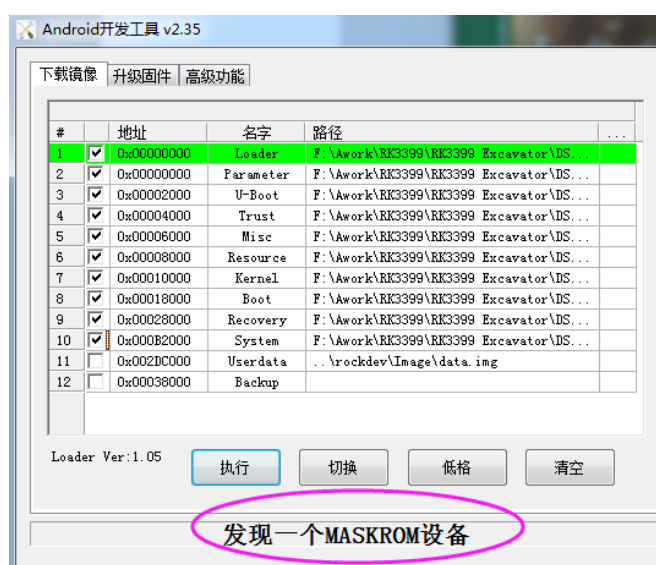 Android开发工具 v2.35
下载镜像 升级固件 高级功能
# 地址 名字 路径 ...
1 0x00000000 Loader F:\Awork\RK3399\RK3399 Excavator\DS...
2 0x00000000 Parameter F:\Awork\RK3399\RK3399 Excavator\DS...
3 0x00002000 U-Boot F:\Awork\RK3399\RK3399 Excavator\DS...
4 0x00004000 Trust F:\Awork\RK3399\RK3399 Excavator\DS...
5 0x00006000 Misc F:\Awork\RK3399\RK3399 Excavator\DS...
6 0x00008000 Resource F:\Awork\RK3399\RK3399 Excavator\DS...
7 0x00010000 Kernel F:\Awork\RK3399\RK3399 Excavator\DS...
8 0x00018000 Boot F:\Awork\RK3399\RK3399 Excavator\DS...
9 0x00028000 Recovery F:\Awork\RK3399\RK3399 Excavator\DS...
10 0x000B2000 System F:\Awork\RK3399\RK3399 Excavator\DS...
11 0x002DC000 Userdata ..\rockdev\Image\data.img
12 0x00038000 Backup
Loader Ver:1.05 执行 切换 低格 清空
发现一个MASKROM设备